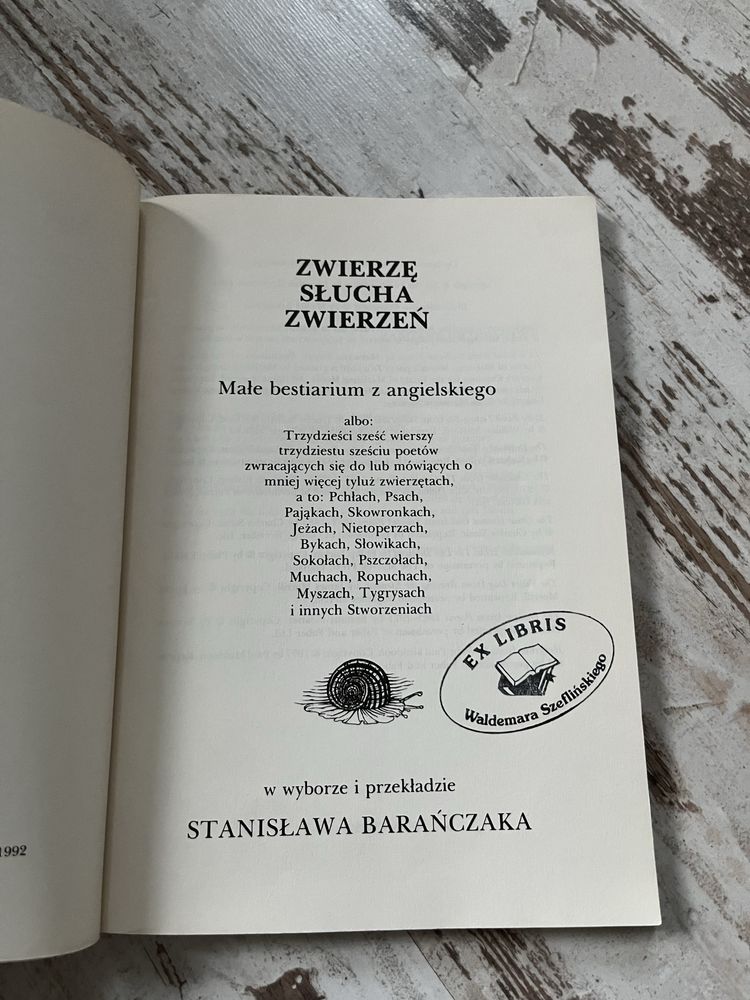 ZWIERZĘ
SŁUCHA
ZWIERZEŃ
Małe bestiarium z angielskiego
albo:
Trzydzieści sześć wierszy
trzydziestu sześciu poetów
zwracających się do lub mówiących o
mniej więcej tyluż zwierzętach,
a to: Pchłach, Psach,
Pająkach, Skowronkach,
Jeżach, Nietoperzach,
Bykach, Słowikach,
Sokołach, Pszczołach,
Muchach, Ropuchach,
Myszach, Tygrysach
i innych Stworzeniach
EX LIBRIS
Waldemara Szeflińskiego
w wyborze i przekładzie
STANISŁAWA BARAŃCZAKA
1992